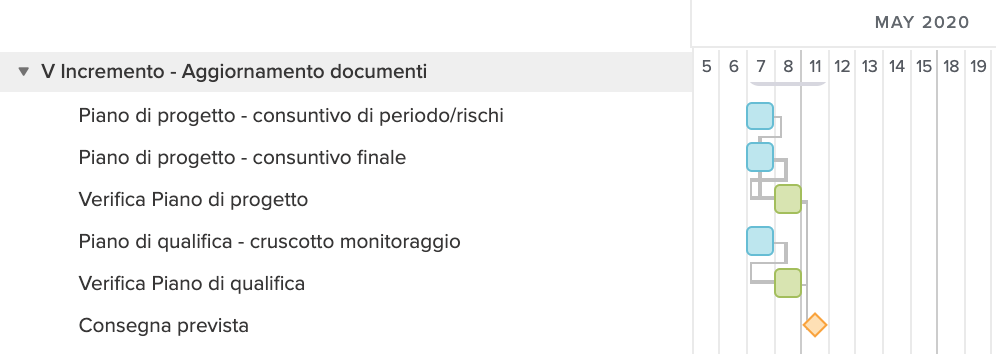 MAY 2020
5 6 7 8 11 12 13 14 15 18 19
V Incremento - Aggiornamento documenti
Piano di progetto - consuntivo di periodo/rischi
Piano di progetto - consuntivo finale
Verifica Piano di progetto
Piano di qualifica - cruscotto monitoraggio
Verifica Piano di qualifica
Consegna prevista